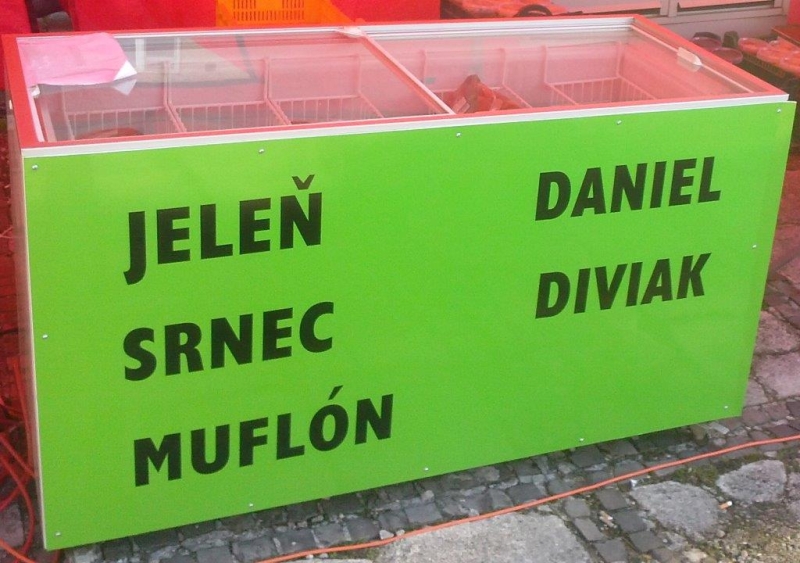 JELEŇ
SRNEC
MUFLÓN
DANIEL
DIVIAK